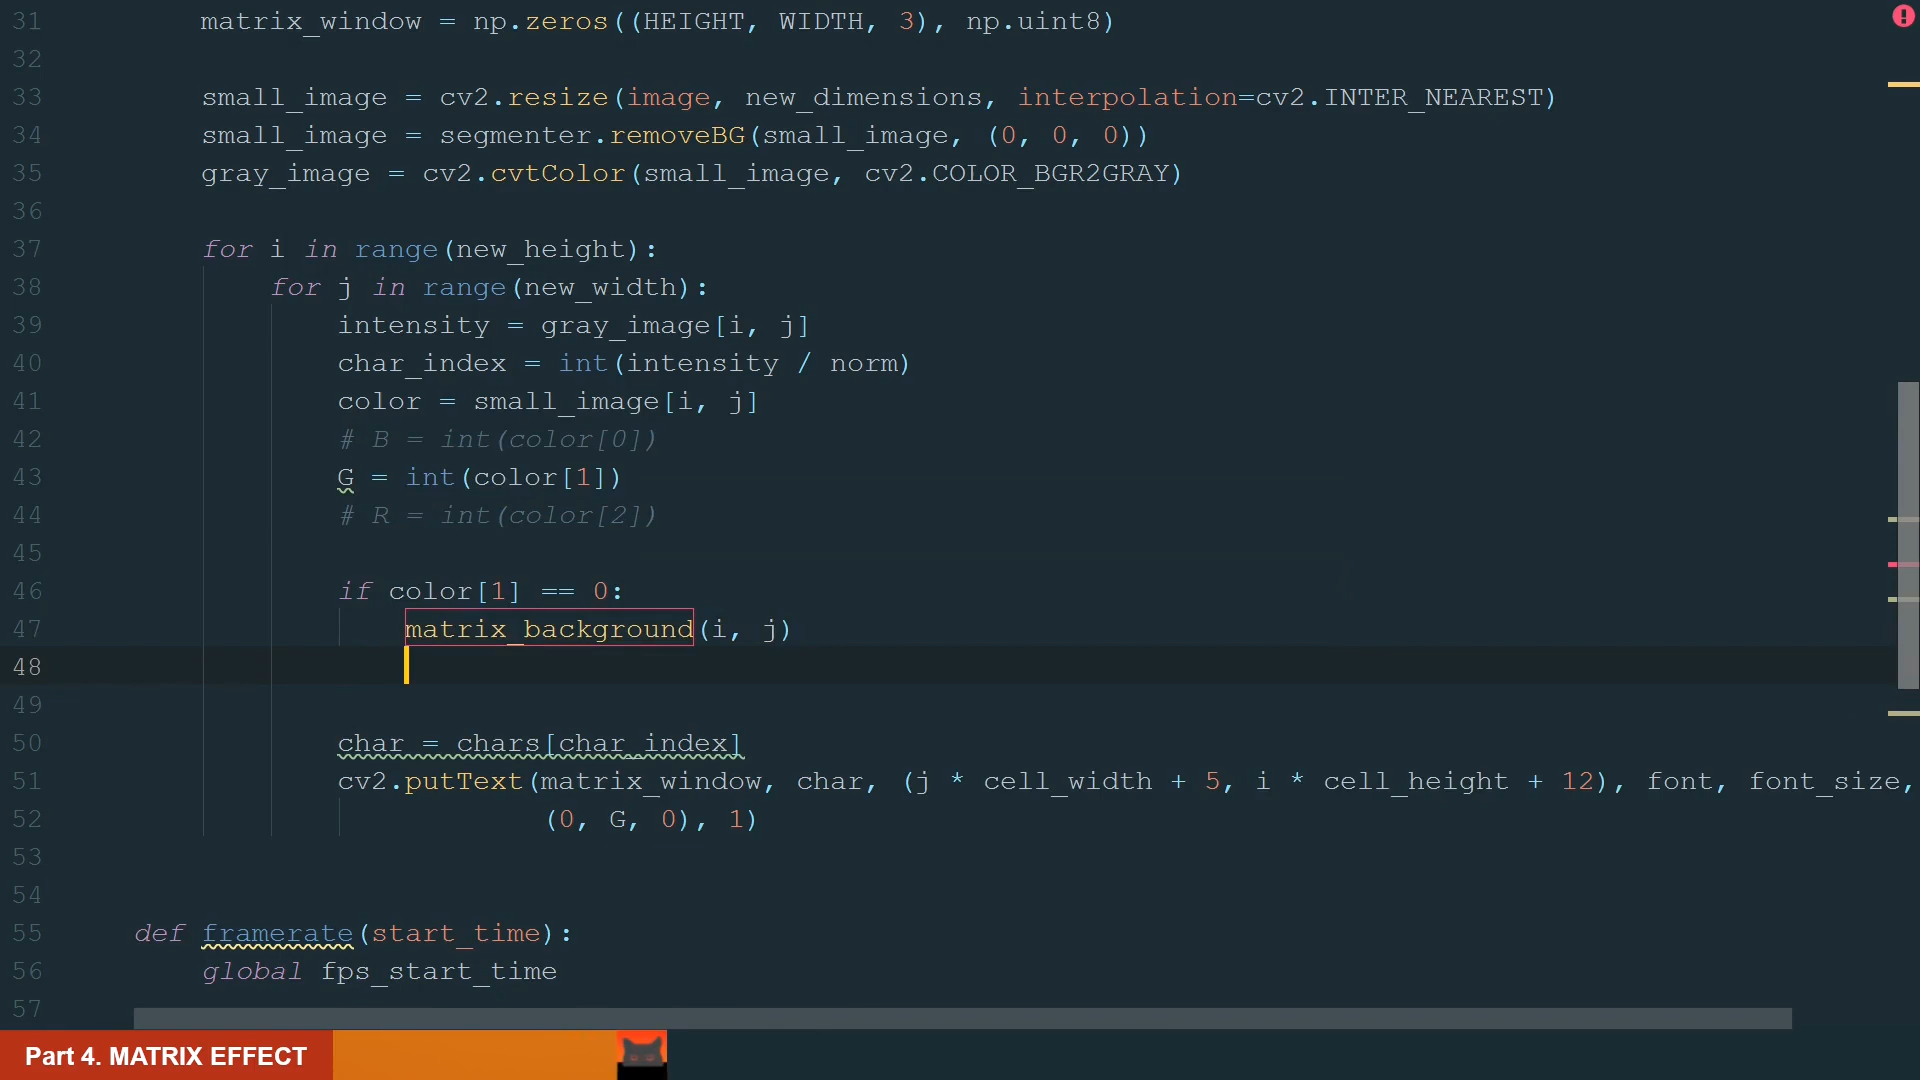 31 matrix_window = np.zeros((HEIGHT, WIDTH, 3), np.uint8)
32
33 small_image = cv2.resize(image, new_dimensions, interpolation=cv2.INTER_NEAREST)
34 small_image = segmenter.removeBG(small_image, (0, 0, 0))
35 gray_image = cv2.cvtColor(small_image, cv2.COLOR_BGR2GRAY)
36
37 for i in range(new_height):
38 for j in range(new_width):
39 intensity = gray_image[i, j]
40 char_index = int(intensity / norm)
41 color = small_image[i, j]
42 # B = int(color[0])
43 G = int(color[1])
44 # R = int(color[2])
45
46 if color[1] == 0:
47 matrix_background(i, j)
48
49
50 char = chars[char_index]
51 cv2.putText(matrix_window, char, (j * cell_width + 5, i * cell_height + 12), font, font_size,
52 (0, G, 0), 1)
53
54
55 def framerate(start_time):
56 global fps_start_time
57
Part 4. MATRIX EFFECT